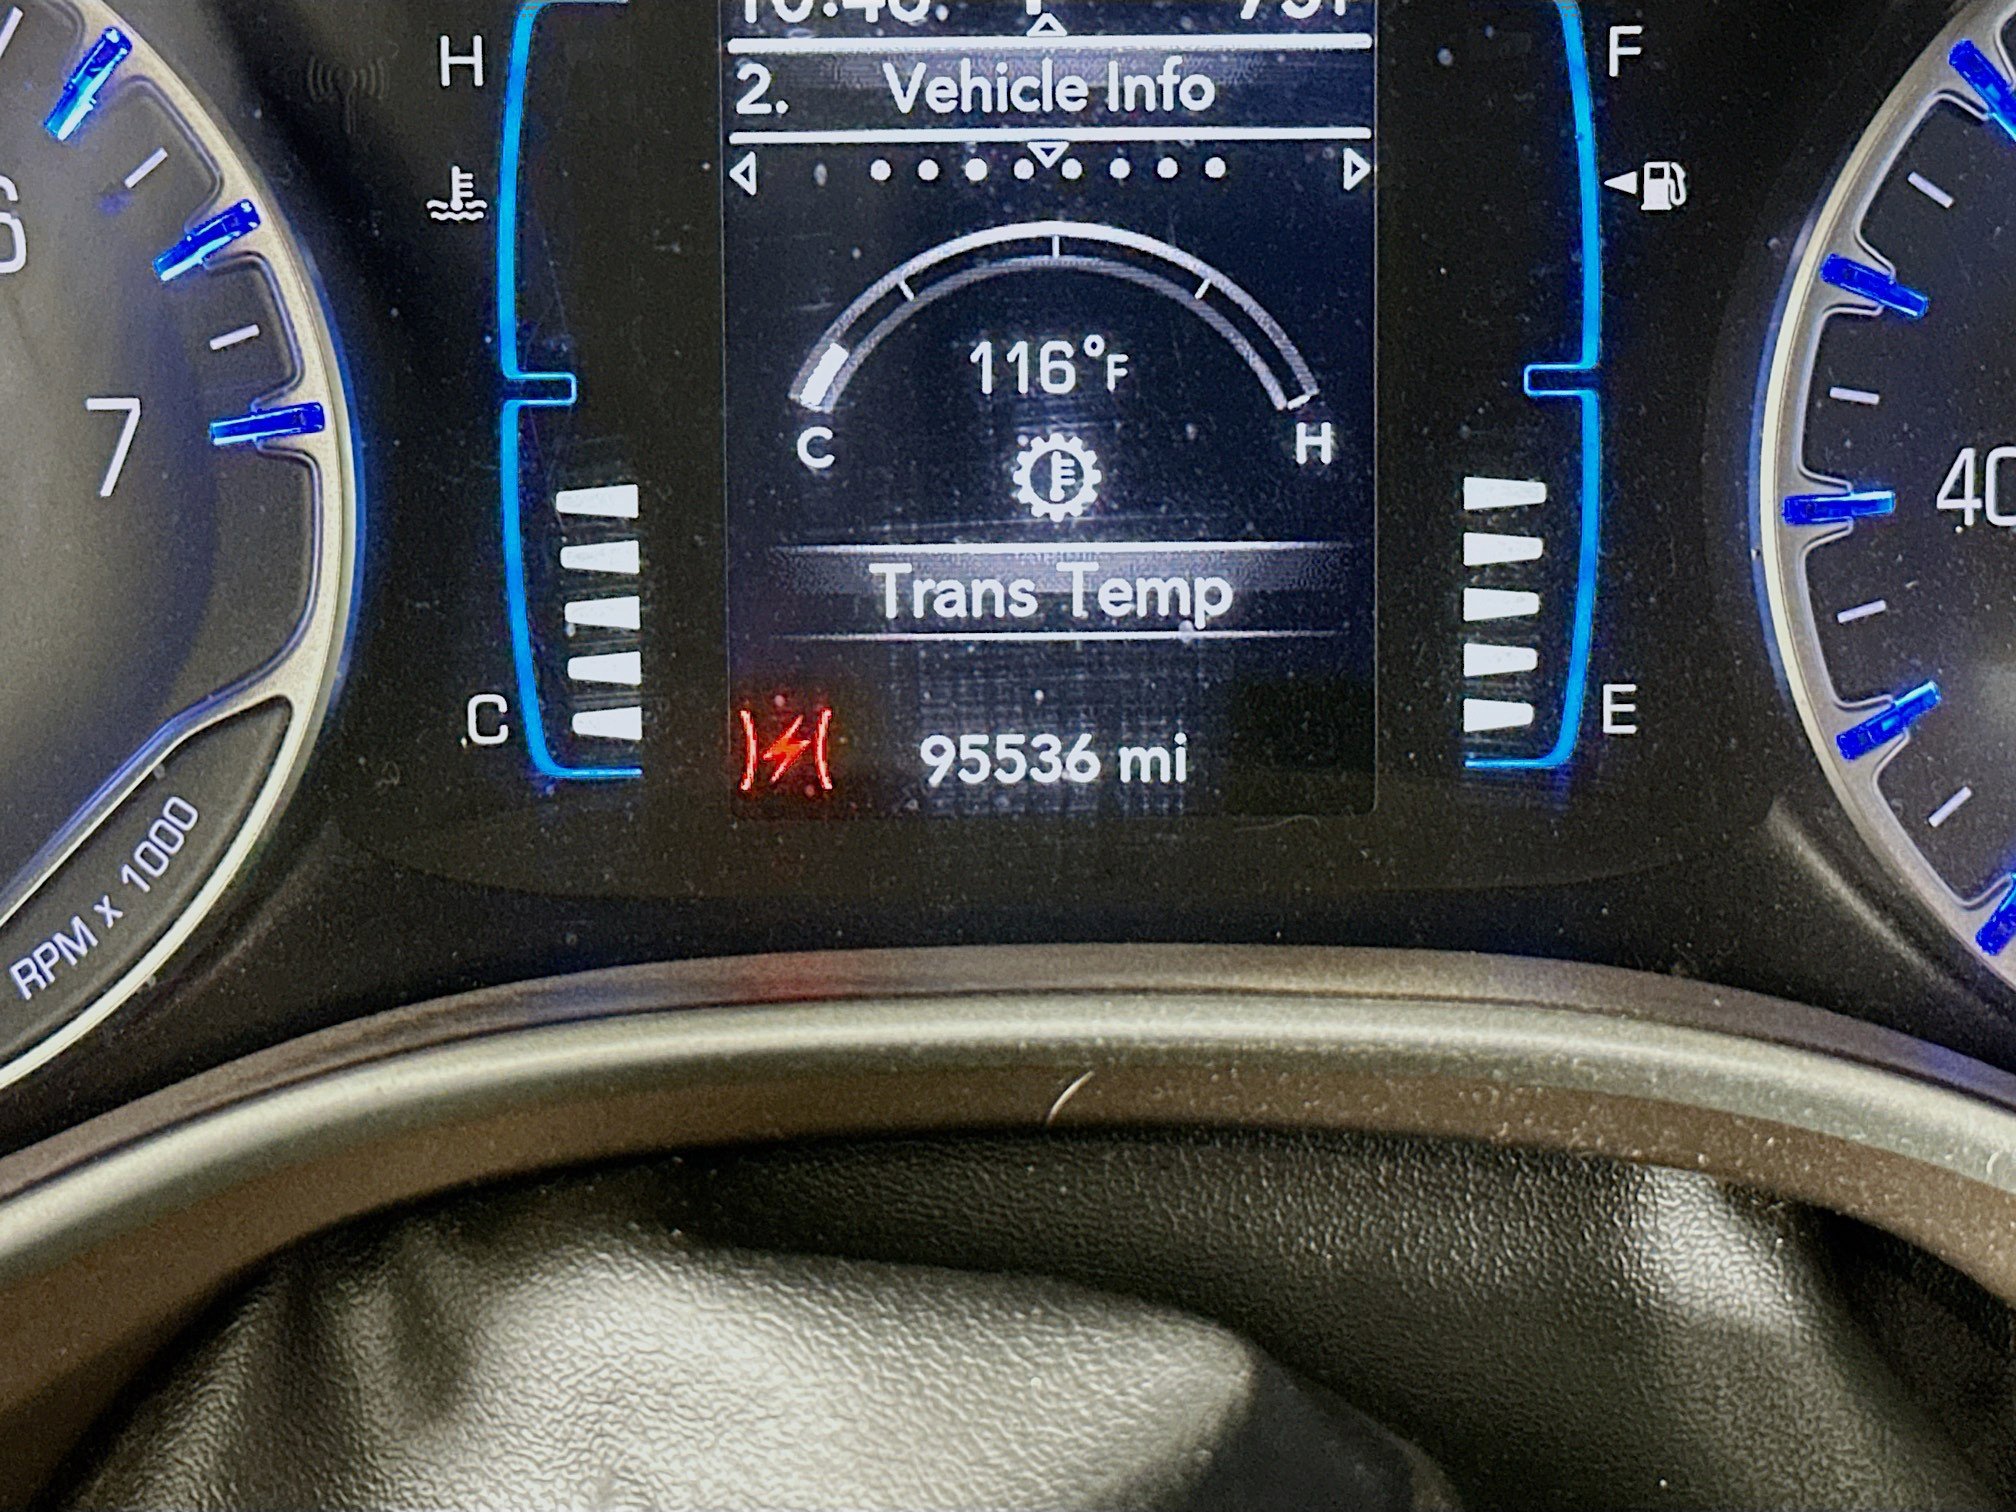 H
F
2. Vehicle Info
116°F
C
H
7
40
Trans Temp
C
E
95536 mi
RPM x 1000